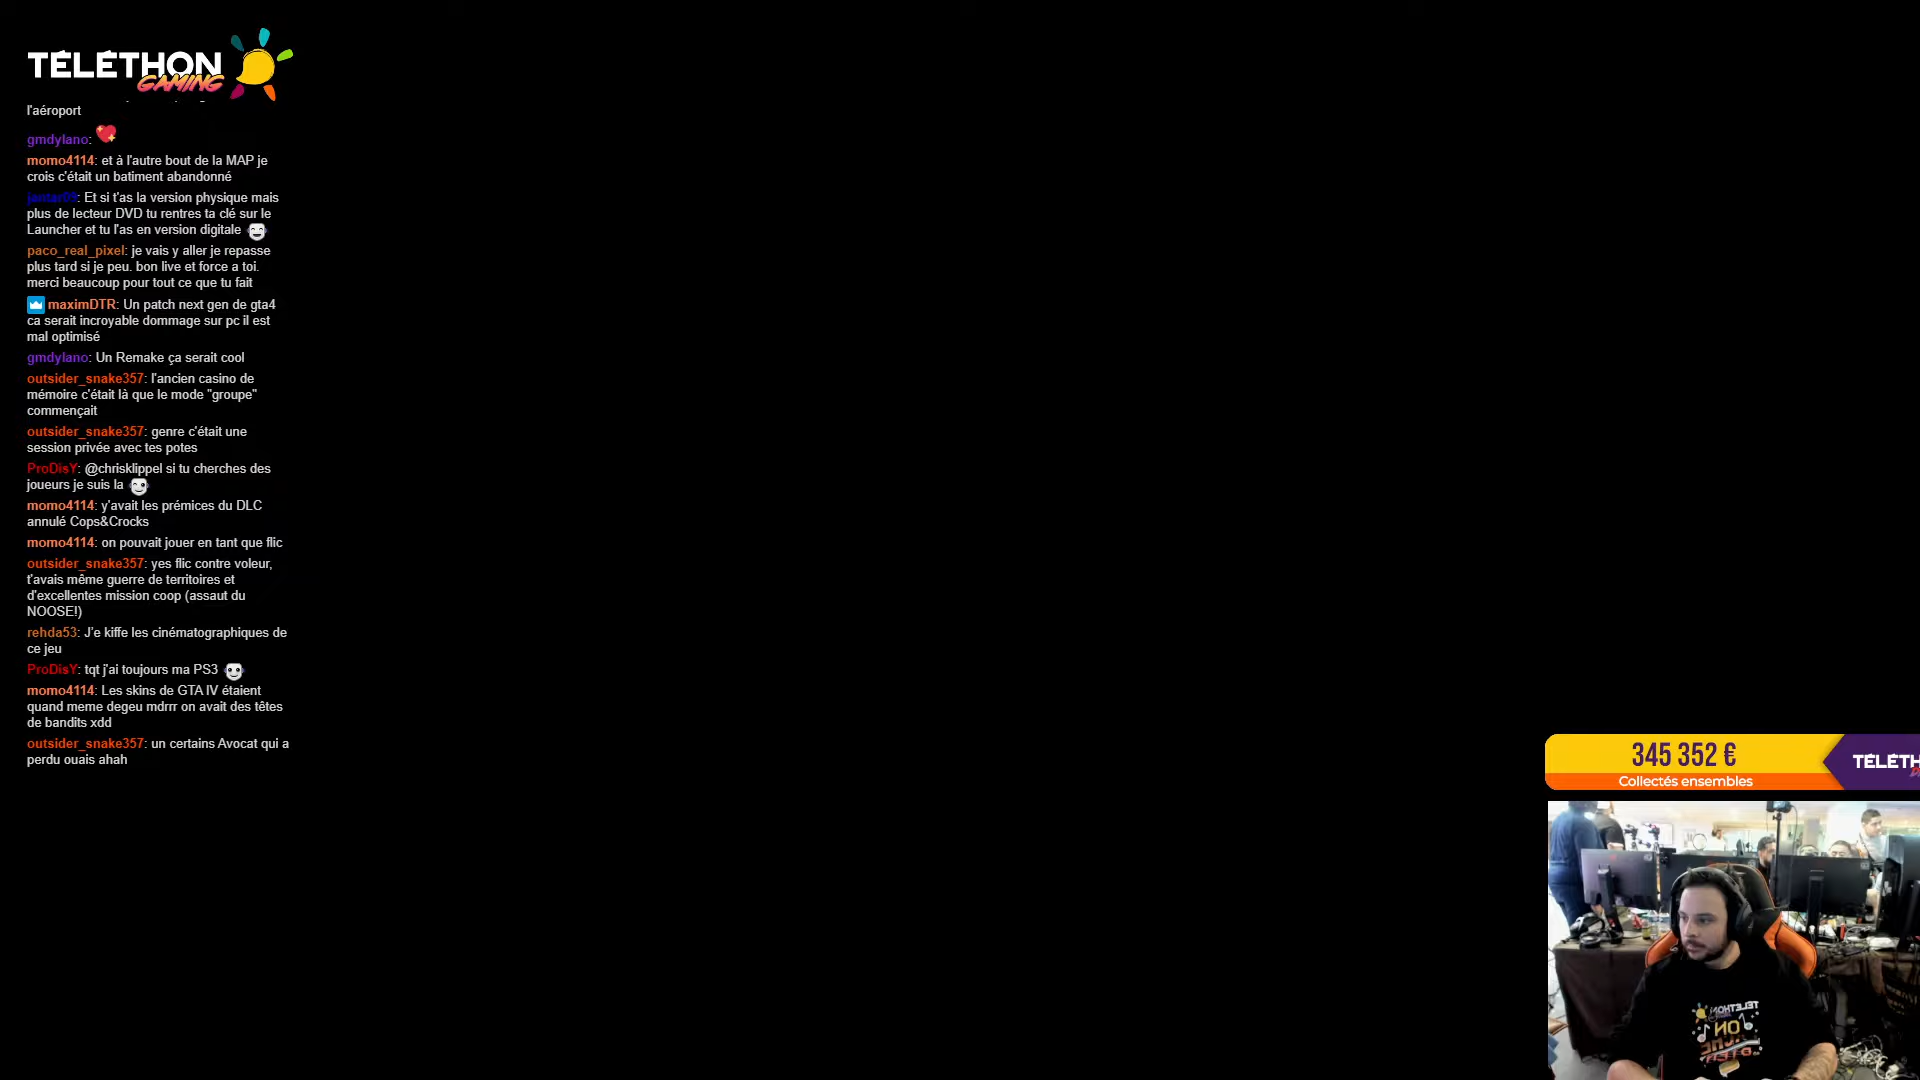 TÉLÉTHON
GAMING
l'aéroport
gmdylano:
momo4114: et à l'autre bout de la MAP je
crois c'était un batiment abandonné
: Et si t'as la version physique mais
plus de lecteur DVD tu rentres ta clé sur le
Launcher et tu l'as en version digitale
paco_real_pixel: je vais y aller je repasse
plus tard si je peu. bon live et force a toi.
merci beaucoup pour tout ce que tu fait
maximDTR: Un patch next gen de gta4
ca serait incroyable dommage sur pc il est
mal optimisé
gmdylano: Un Remake ça serait cool
outsider_snake357: l'ancien casino de
mémoire c'était là que le mode "groupe"
commençait
outsider_snake357: genre c'était une
session privée avec tes potes
ProDisY: @chrisklippel si tu cherches des
joueurs je suis la
momo4114: y'avait les prémices du DLC
annulé Cops&Crocks
momo4114: on pouvait jouer en tant que flic
outsider_snake357: yes flic contre voleur,
t'avais même guerre de territoires et
d'excellentes mission coop (assaut du
NOOSE!)
rehda53: J'e kiffe les cinématographiques de
ce jeu
ProDisY: tqt j'ai toujours ma PS3
momo4114: Les skins de GTA IV étaient
quand meme degeu mdrrr on avait des têtes
de bandits xdd
outsider_snake357: un certains Avocat qui a
perdu ouais ahah
345 352 €
Collectés ensembles
TÉLÉTH
TÉLÉTHON
ON